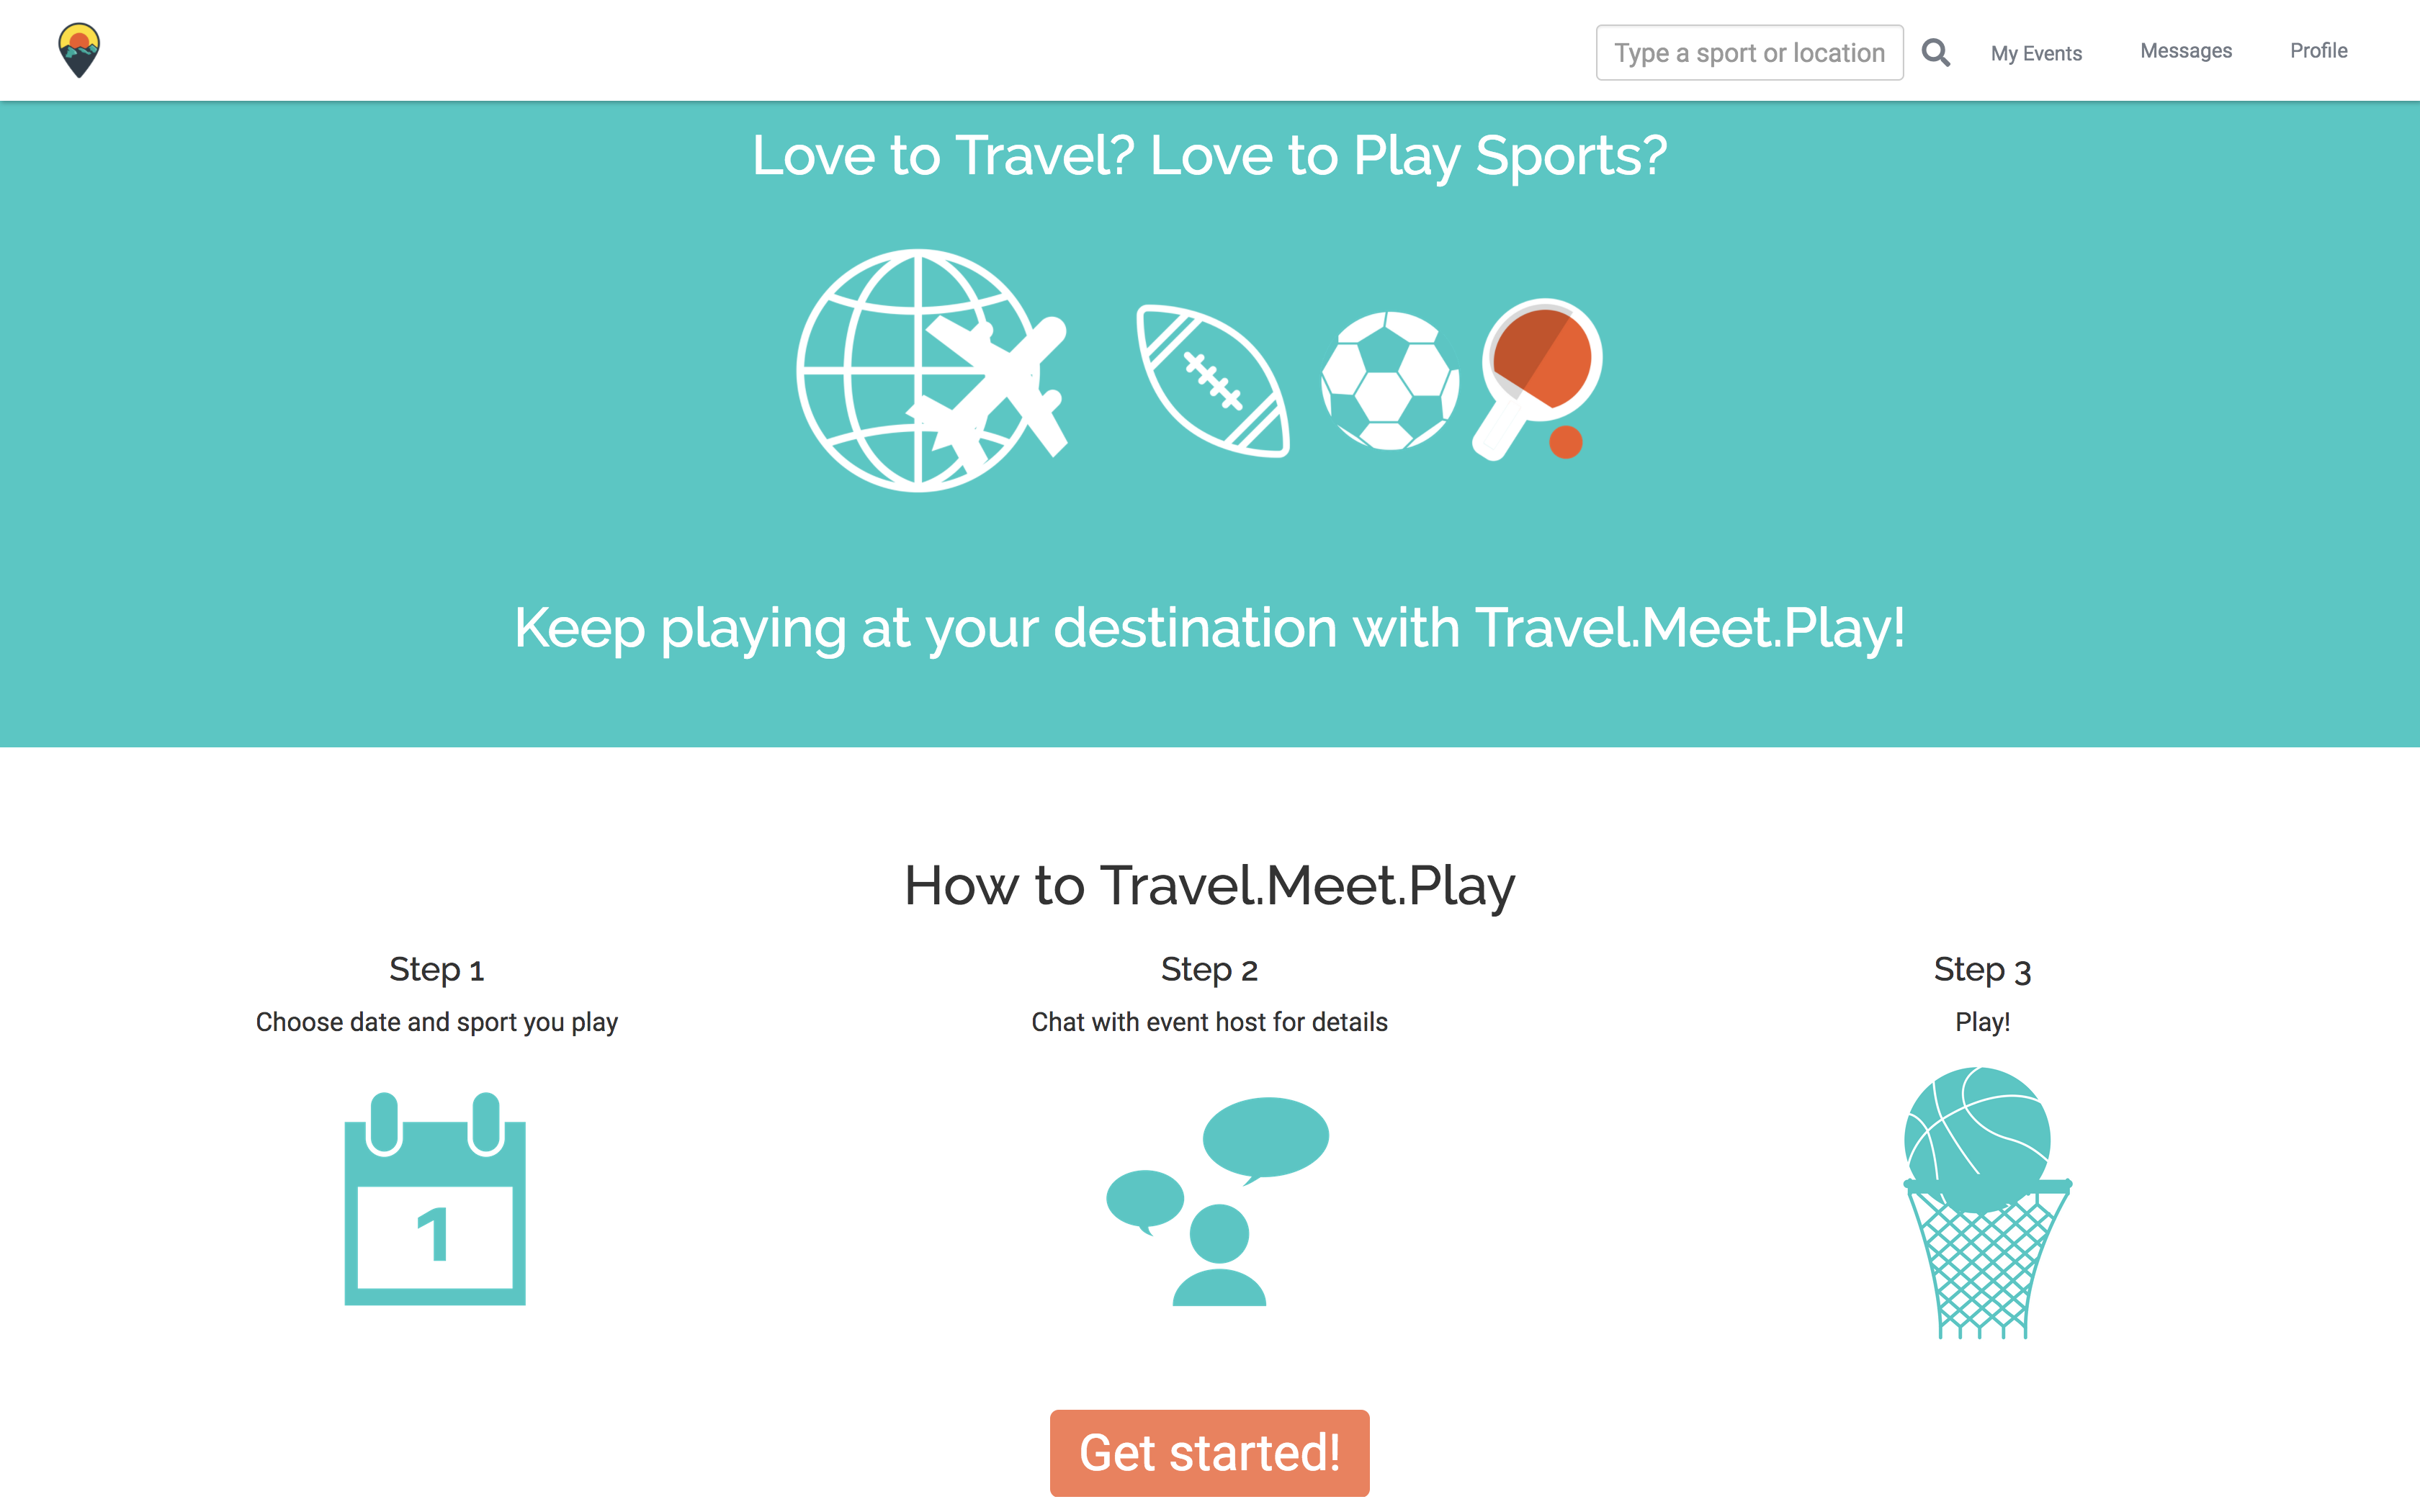 Type a sport or location
My Events
Messages
Profile
Love to Travel? Love to Play Sports?
Keep playing at your destination with Travel.Meet.Play!
How to Travel.Meet.Play
Step 1
Choose date and sport you play
1
Step 2
Chat with event host for details
Step 3
Play!
Get started!